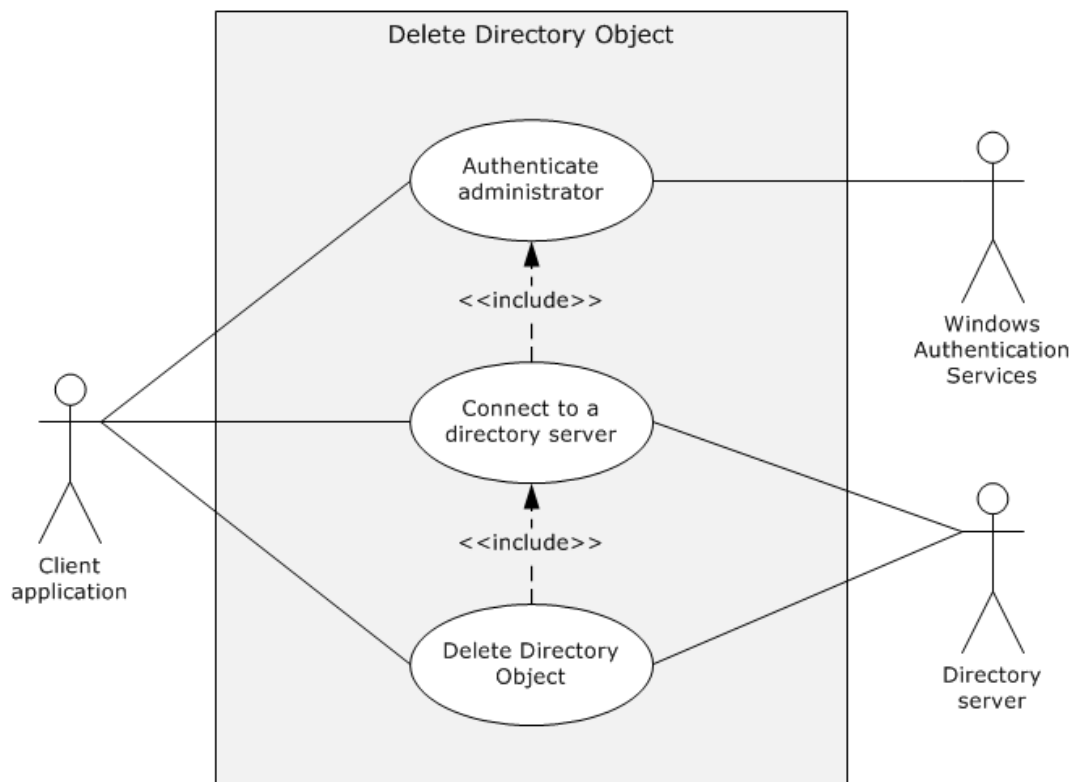 Delete Directory Object
Authenticate
administrator
<<include>>
Windows
Authentication
Services
Connect to a
directory server
<<include>>
Client
application
Delete Directory
Object
Directory
server